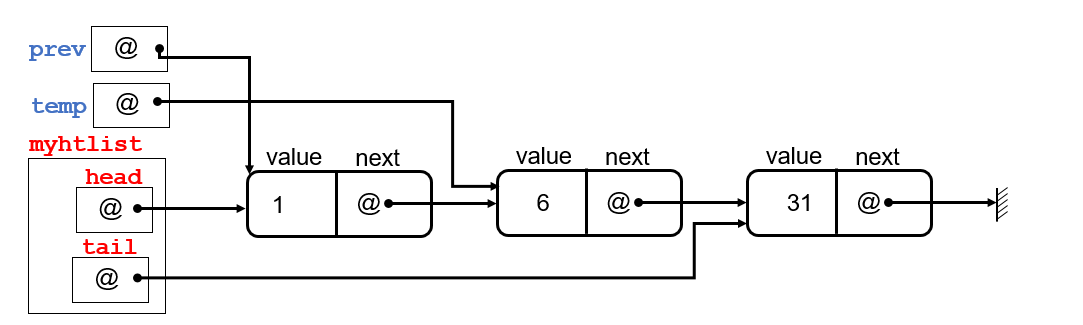 prev @
temp @
myhtlist
head
@
tail
@
value next
1 @
value next
6 @
value next
31 @